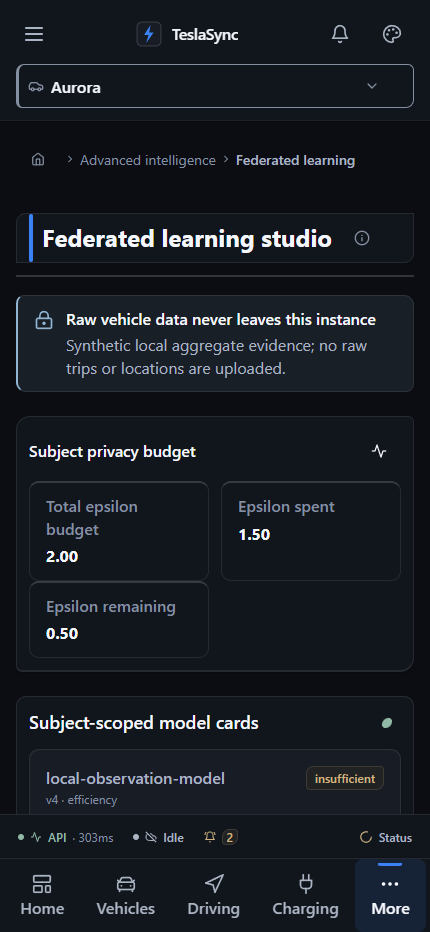 TeslaSync
Aurora
Advanced intelligence
Federated learning
Federated learning studio
Raw vehicle data never leaves this instance
Synthetic local aggregate evidence; no raw
trips or locations are uploaded.
Subject privacy budget
Total epsilon
budget
2.00
Epsilon spent
1.50
Epsilon remaining
0.50
Subject-scoped model cards
local-observation-model
insufficient
v4 · efficiency
API · 303ms
Idle
2
Status
Home
Vehicles
Driving
Charging
More